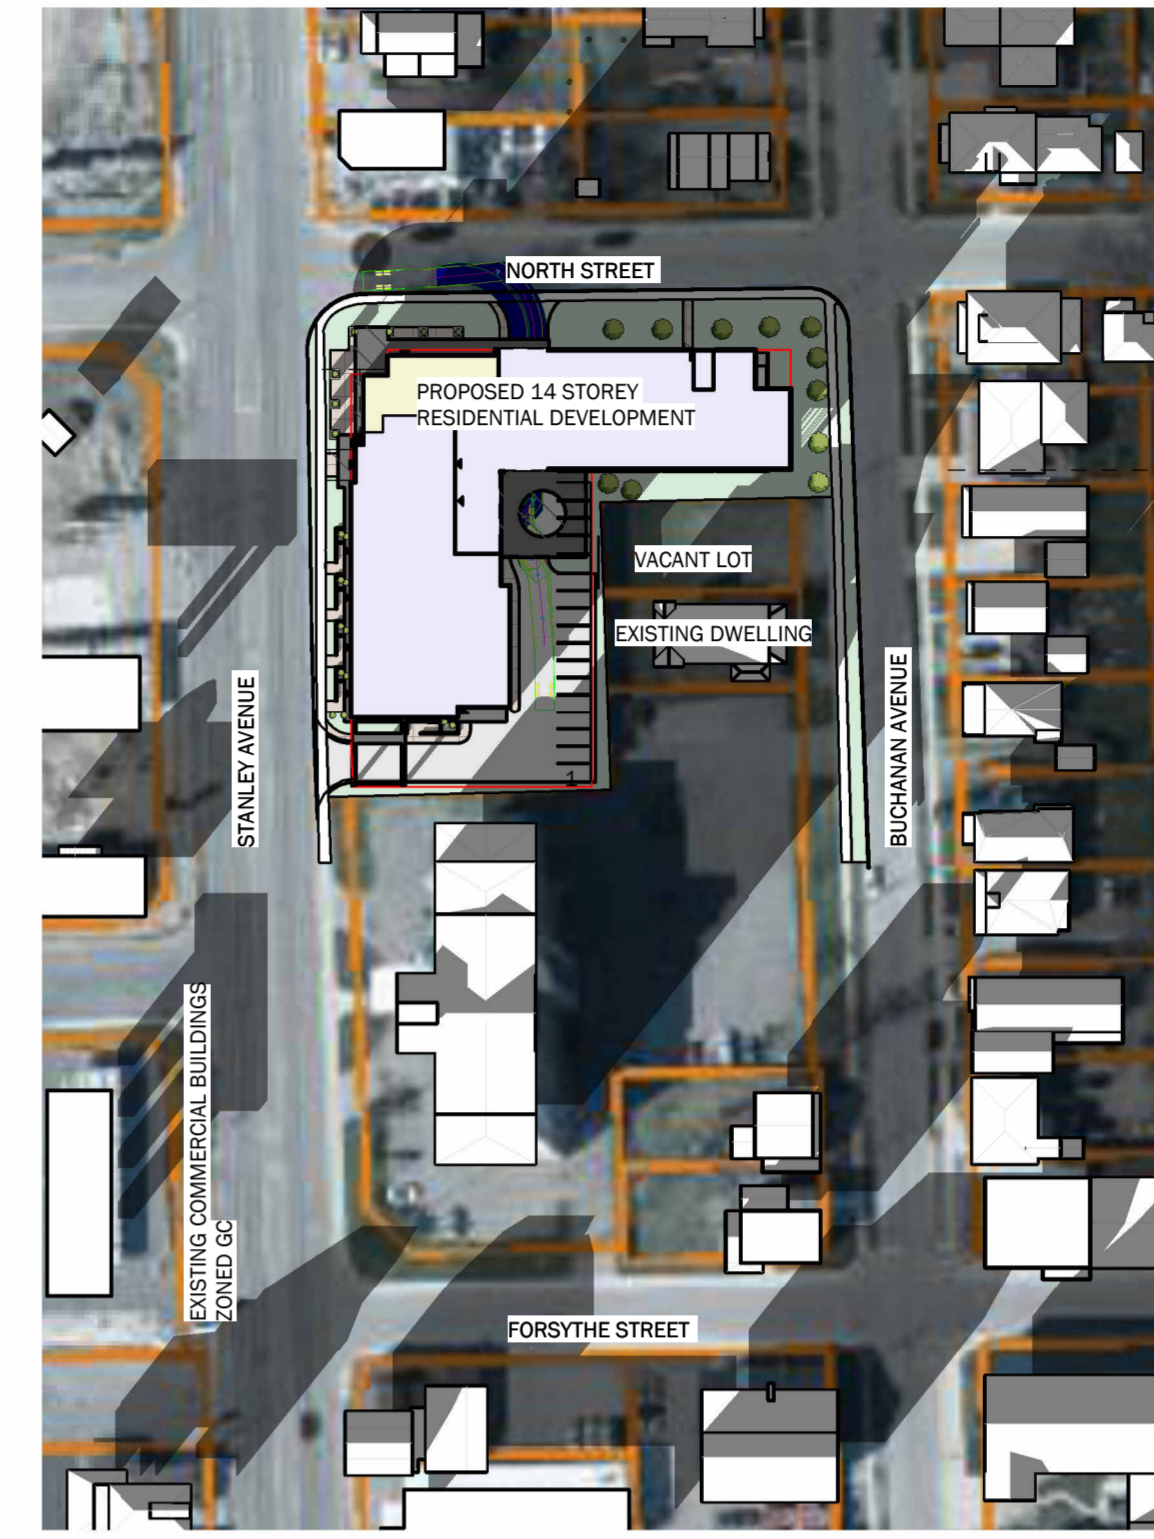 NORTH STREET
PROPOSED 14 STOREY
RESIDENTIAL DEVELOPMENT
VACANT LOT
EXISTING DWELLING
STANLEY AVENUE
BUCHANAN AVENUE
1
EXISTING COMMERCIAL BUILDINGS
ZONED GC
FORSYTHE STREET